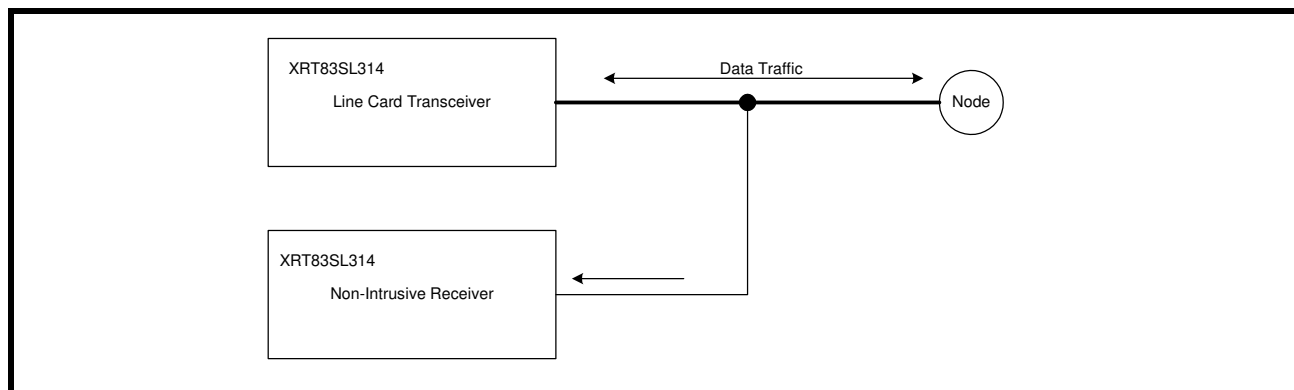 XRT83SL314
Line Card Transceiver
Data Traffic
Node
XRT83SL314
Non-Intrusive Receiver